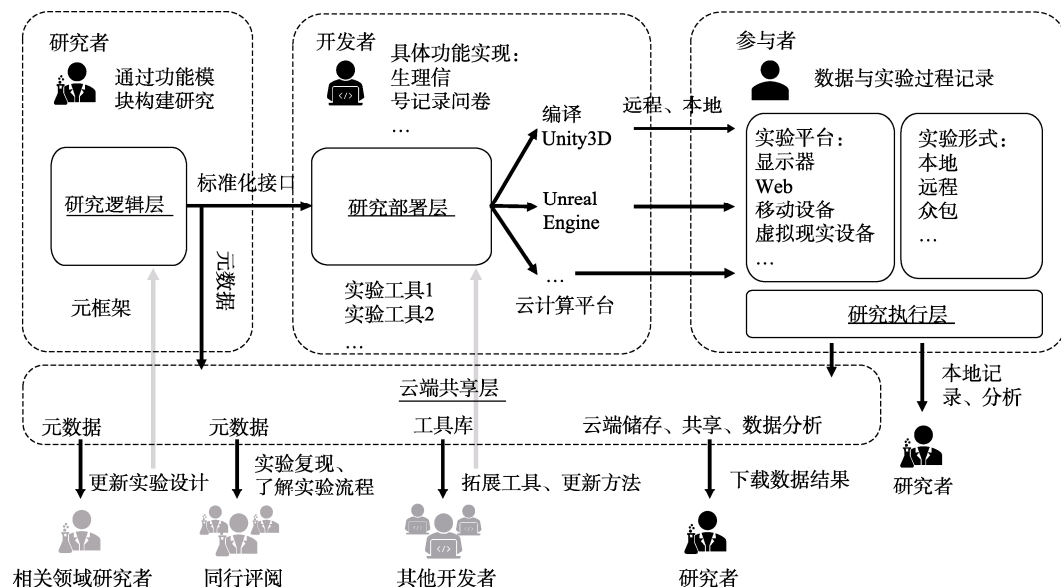 研究者
通过功能模
块构建研究
研究逻辑层
元框架
标准化接口
元数据
开发者
具体功能实现：
生理信
号记录问卷
…
研究部署层
实验工具1
实验工具2
…
编译
Unity3D
Unreal
Engine
…
云计算平台
远程、本地
参与者
数据与实验过程记录
实验平台：
显示器
Web
移动设备
虚拟现实设备
…
实验形式：
本地
远程
众包
…
研究执行层
云端共享层
元数据
元数据
工具库
云端储存、共享、数据分析
本地记
录、分析
研究者
更新实验设计
实验复现、
了解实验流程
拓展工具、更新方法
下载数据结果
相关领域研究者
同行评阅
其他开发者
研究者